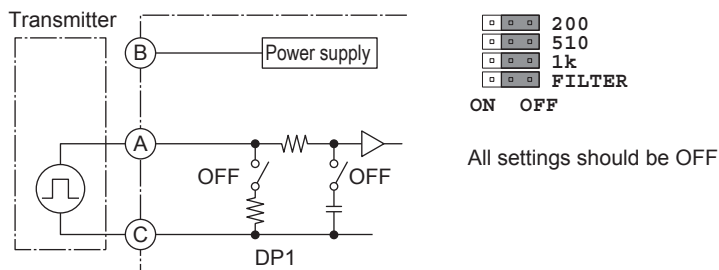 Transmitter
B
Power supply
A
OFF
OFF
C
DP1
200
510
1k
FILTER
ON OFF
All settings should be OFF